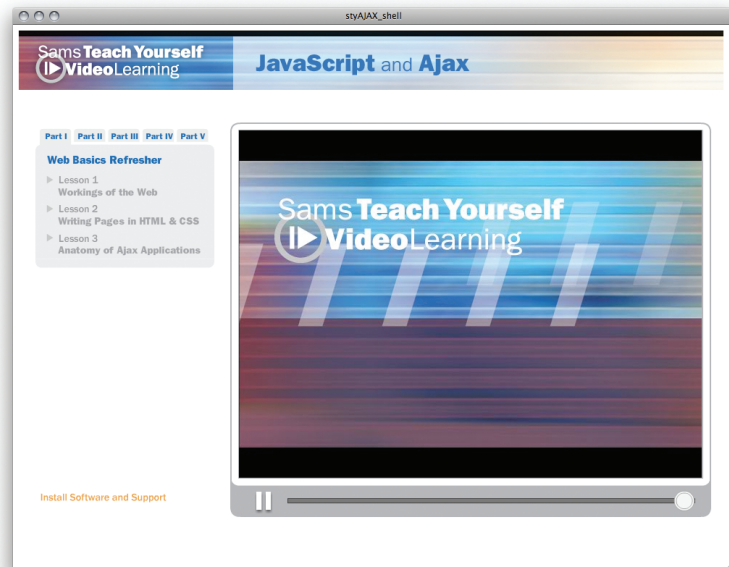 styAJAX_shell
Sams Teach Yourself
VideoLearning
JavaScript and Ajax
Part I Part II Part III Part IV Part V
Web Basics Refresher
Lesson 1
Workings of the Web
Lesson 2
Writing Pages in HTML & CSS
Lesson 3
Anatomy of Ajax Applications
Sams Teach Yourself
VideoLearning
Install Software and Support